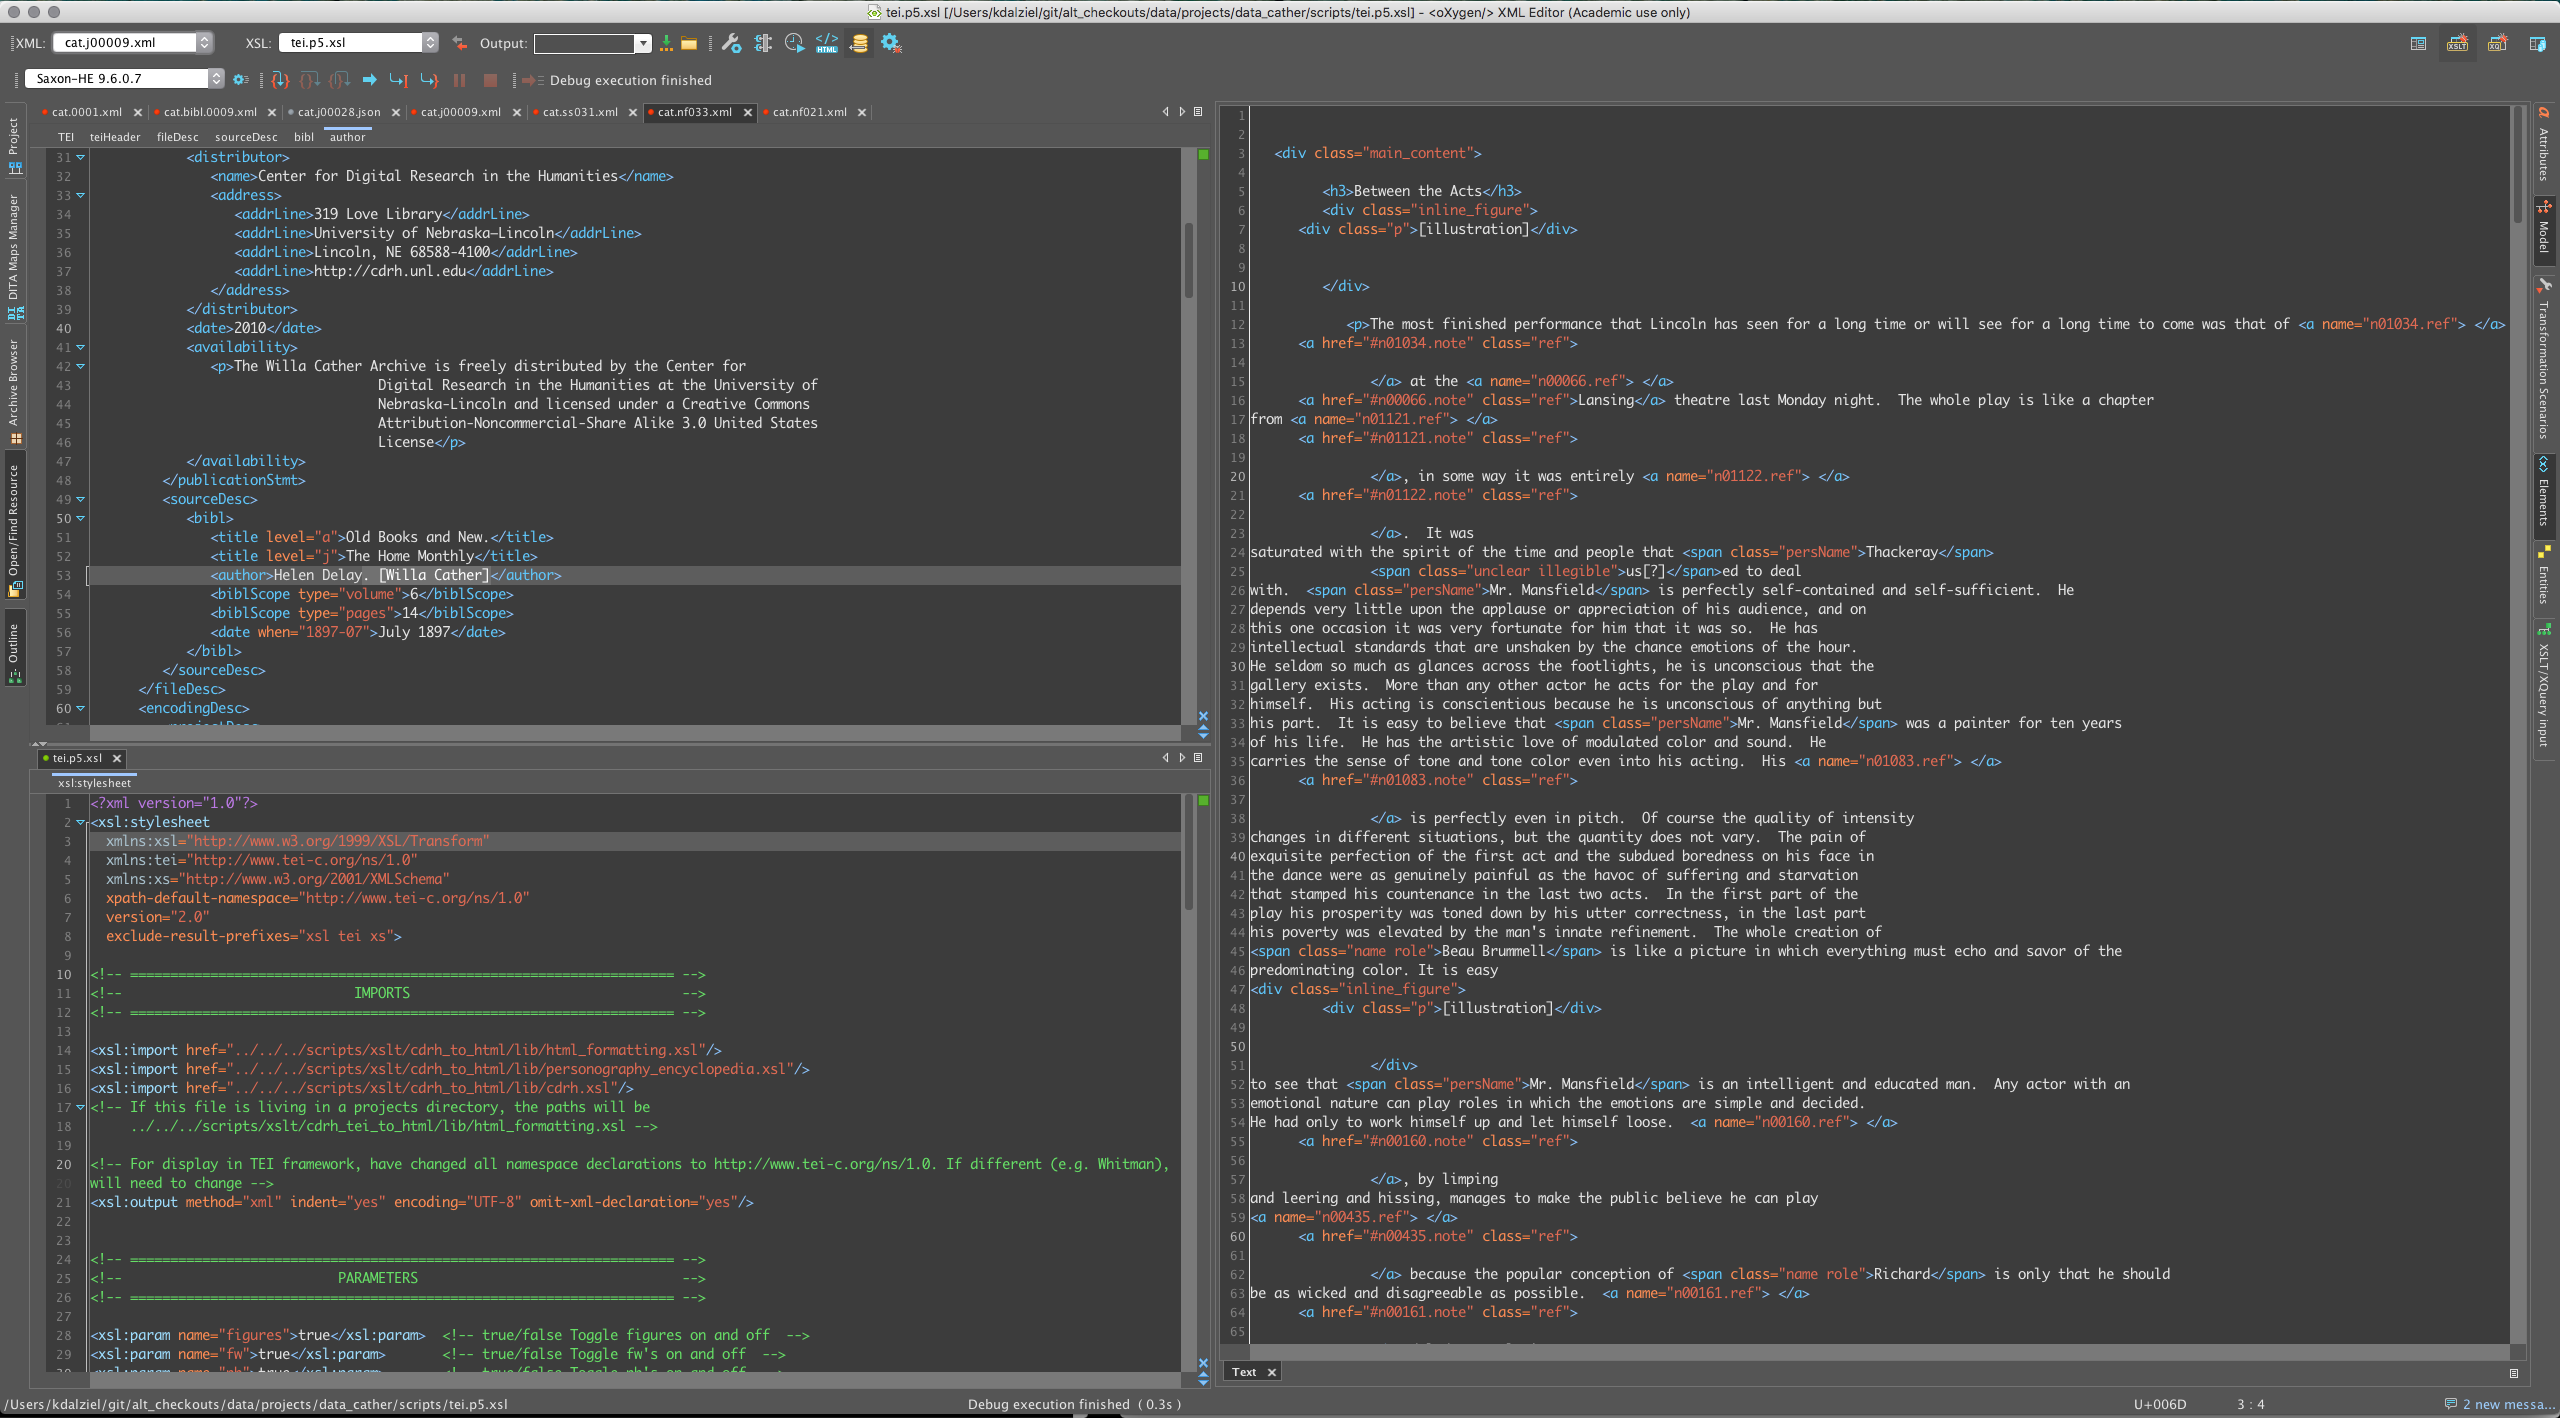 tei.p5.xsl [/Users/kdalziel/git/alt_checkouts/data/projects/data_cather/scripts/tei.p5.xsl] - <oXygen/> XML Editor (Academic use only)
XML: cat.j00009.xml XSL: tei.p5.xsl Output:
Saxon-HE 9.6.0.7 Debug execution finished
cat.0001.xml cat.bibl.0009.xml cat.j00028.json cat.j00009.xml cat.ss031.xml cat.nf033.xml cat.nf021.xml
TEI teiHeader fileDesc sourceDesc bibl author
Project
DITA Maps Manager
Archive Browser
Open/Find Resource
Outline
31 <distributor>
32 <name>Center for Digital Research in the Humanities</name>
33 <address>
34 <addrLine>319 Love Library</addrLine>
35 <addrLine>University of Nebraska–Lincoln</addrLine>
36 <addrLine>Lincoln, NE 68588-4100</addrLine>
37 <addrLine>http://cdrh.unl.edu</addrLine>
38 </address>
39 </distributor>
40 <date>2010</date>
41 <availability>
42 <p>The Willa Cather Archive is freely distributed by the Center for
43 Digital Research in the Humanities at the University of
44 Nebraska-Lincoln and licensed under a Creative Commons
45 Attribution-Noncommercial-Share Alike 3.0 United States
46 License</p>
47 </availability>
48 </publicationStmt>
49 <sourceDesc>
50 <bibl>
51 <title level="a">Old Books and New.</title>
52 <title level="j">The Home Monthly</title>
53 <author>Helen Delay. [Willa Cather]</author>
54 <biblScope type="volume">6</biblScope>
55 <biblScope type="pages">14</biblScope>
56 <date when="1897-07">July 1897</date>
57 </bibl>
58 </sourceDesc>
59 </fileDesc>
60 <encodingDesc>
tei.p5.xsl
xsl:stylesheet
1 <?xml version="1.0"?>
2 <xsl:stylesheet
3 xmlns:xsl="http://www.w3.org/1999/XSL/Transform"
4 xmlns:tei="http://www.tei-c.org/ns/1.0"
5 xmlns:xs="http://www.w3.org/2001/XMLSchema"
6 xpath-default-namespace="http://www.tei-c.org/ns/1.0"
7 version="2.0"
8 exclude-result-prefixes="xsl tei xs">
9
10 <!-- ==================================================================== -->
11 <!-- IMPORTS -->
12 <!-- ==================================================================== -->
13
14 <xsl:import href="../../../scripts/xslt/cdrh_to_html/lib/html_formatting.xsl"/>
15 <xsl:import href="../../../scripts/xslt/cdrh_to_html/lib/personography_encyclopedia.xsl"/>
16 <xsl:import href="../../../scripts/xslt/cdrh_to_html/lib/cdrh.xsl"/>
17 <!-- If this file is living in a projects directory, the paths will be
18 ../../../scripts/xslt/cdrh_tei_to_html/lib/html_formatting.xsl -->
19
20 <!-- For display in TEI framework, have changed all namespace declarations to http://www.tei-c.org/ns/1.0. If different (e.g. Whitman),
20 will need to change -->
21 <xsl:output method="xml" indent="yes" encoding="UTF-8" omit-xml-declaration="yes"/>
22
23
24 <!-- ==================================================================== -->
25 <!-- PARAMETERS -->
26 <!-- ==================================================================== -->
27
28 <xsl:param name="figures">true</xsl:param> <!-- true/false Toggle figures on and off -->
29 <xsl:param name="fw">true</xsl:param> <!-- true/false Toggle fw's on and off -->
30 <xsl:param name="pb">true</xsl:param> <!-- true/false Toggle pb's on and off -->
1
2
3 <div class="main_content">
4
5 <h3>Between the Acts</h3>
6 <div class="inline_figure">
7 <div class="p">[illustration]</div>
8
9
10 </div>
11
12 <p>The most finished performance that Lincoln has seen for a long time or will see for a long time to come was that of <a name="n01034.ref"> </a>
13 <a href="#n01034.note" class="ref">
14
15 </a> at the <a name="n00066.ref"> </a>
16 <a href="#n00066.note" class="ref">Lansing</a> theatre last Monday night. The whole play is like a chapter
17 from <a name="n01121.ref"> </a>
18 <a href="#n01121.note" class="ref">
19
20 </a>, in some way it was entirely <a name="n01122.ref"> </a>
21 <a href="#n01122.note" class="ref">
22
23 </a>. It was
24 saturated with the spirit of the time and people that <span class="persName">Thackeray</span>
25 <span class="unclear illegible">us[?]</span>ed to deal
26 with. <span class="persName">Mr. Mansfield</span> is perfectly self-contained and self-sufficient. He
27 depends very little upon the applause or appreciation of his audience, and on
28 this one occasion it was very fortunate for him that it was so. He has
29 intellectual standards that are unshaken by the chance emotions of the hour.
30 He seldom so much as glances across the footlights, he is unconscious that the
31 gallery exists. More than any other actor he acts for the play and for
32 himself. His acting is conscientious because he is unconscious of anything but
33 his part. It is easy to believe that <span class="persName">Mr. Mansfield</span> was a painter for ten years
34 of his life. He has the artistic love of modulated color and sound. He
35 carries the sense of tone and tone color even into his acting. His <a name="n01083.ref"> </a>
36 <a href="#n01083.note" class="ref">
37
38 </a> is perfectly even in pitch. Of course the quality of intensity
39 changes in different situations, but the quantity does not vary. The pain of
40 exquisite perfection of the first act and the subdued boredness on his face in
41 the dance were as genuinely painful as the havoc of suffering and starvation
42 that stamped his countenance in the last two acts. In the first part of the
43 play his prosperity was toned down by his utter correctness, in the last part
44 his poverty was elevated by the man's innate refinement. The whole creation of
45 <span class="name role">Beau Brummell</span> is like a picture in which everything must echo and savor of the
46 predominating color. It is easy
47 <div class="inline_figure">
48 <div class="p">[illustration]</div>
49
50
51 </div>
52 to see that <span class="persName">Mr. Mansfield</span> is an intelligent and educated man. Any actor with an
53 emotional nature can play roles in which the emotions are simple and decided.
54 He had only to work himself up and let himself loose. <a name="n00160.ref"> </a>
55 <a href="#n00160.note" class="ref">
56
57 </a>, by limping
58 and leering and hissing, manages to make the public believe he can play
59 <a name="n00435.ref"> </a>
60 <a href="#n00435.note" class="ref">
61
62 </a> because the popular conception of <span class="name role">Richard</span> is only that he should
63 be as wicked and disagreeable as possible. <a name="n00161.ref"> </a>
64 <a href="#n00161.note" class="ref">
65
Text
Attributes
Model
Transformation Scenarios
Elements
Entities
XSLT/XQuery input
/Users/kdalziel/git/alt_checkouts/data/projects/data_cather/scripts/tei.p5.xsl Debug execution finished (0.3s) U+006D 3 : 4 2 new messa...